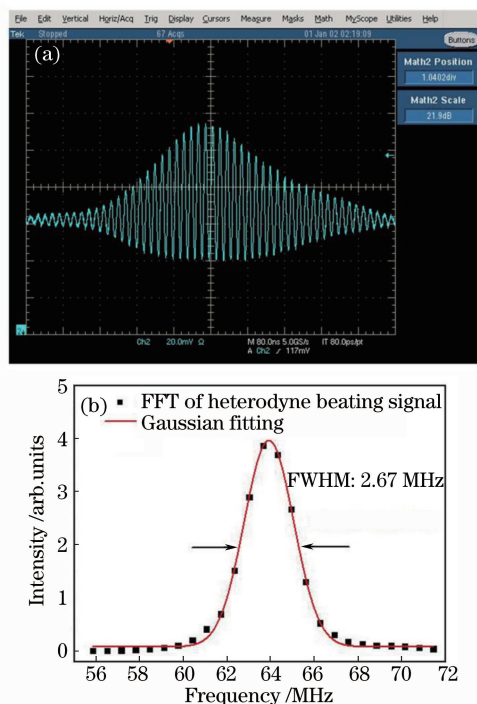 File Edit Vertical Horiz/Acq Trig Display Cursors Measure Masks Math MyScope Utilities Help
Tek Stopped 67 Acqs 01 Jan 02 02:19:09 Buttons
(a)
Math2 Position
1.0402div
Math2 Scale
21.9dB
Ch2 20.0mV Ω M 80.0ns 5.0GS/s IT 80.0ps/pt
A Ch2 / 117mV
(b) FFT of heterodyne beating signal
Gaussian fitting
FWHM: 2.67 MHz
Intensity /arb.units
5
4
3
2
1
0
56 58 60 62 64 66 68 70 72
Frequency /MHz